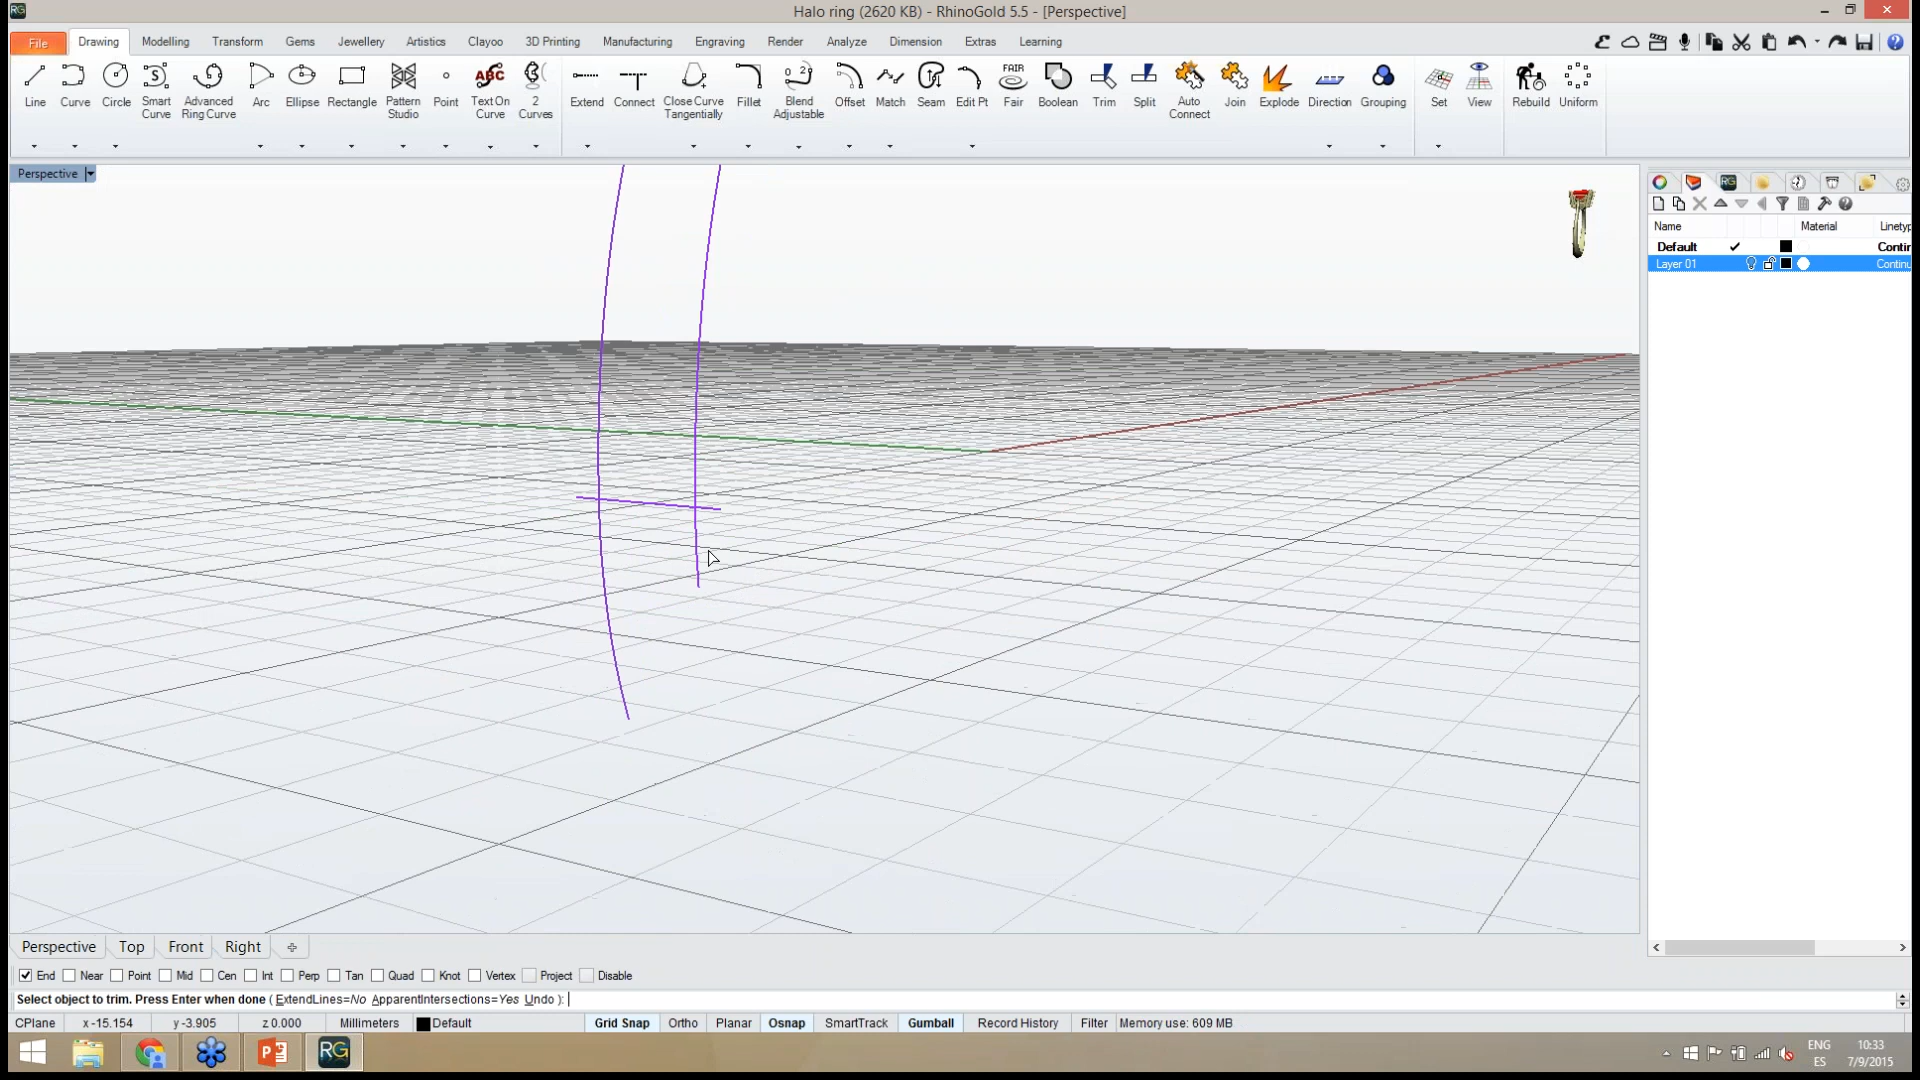 RG Halo ring (2620 KB) - RhinoGold 5.5 - [Perspective]
File Drawing Modelling Transform Gems Jewellery Artistics Clayoo 3D Printing Manufacturing Engraving Render Analyze Dimension Extras Learning
Line Curve Circle Smart Curve Advanced Ring Curve Arc Ellipse Rectangle Pattern Studio Point Text On Curve 2 Curves Extend Connect Close Curve Tangentially Fillet Blend Adjustable Offset Match Seam Edit Pt Fair Boolean Trim Split Auto Connect Join Explode Direction Grouping Set View Rebuild Uniform
Perspective
Name Material Linetyp
Default Contin
Layer 01 Continu
Perspective Top Front Right
End Near Point Mid Cen Int Perp Tan Quad Knot Vertex Project Disable
Select object to trim. Press Enter when done ( ExtendLines=No ApparentIntersections=Yes Undo ):
CPlane x -15.154 y -3.905 z 0.000 Millimeters Default Grid Snap Ortho Planar Osnap SmartTrack Gumball Record History Filter Memory use: 609 MB
RG ENG 10:33
ES 7/9/2015